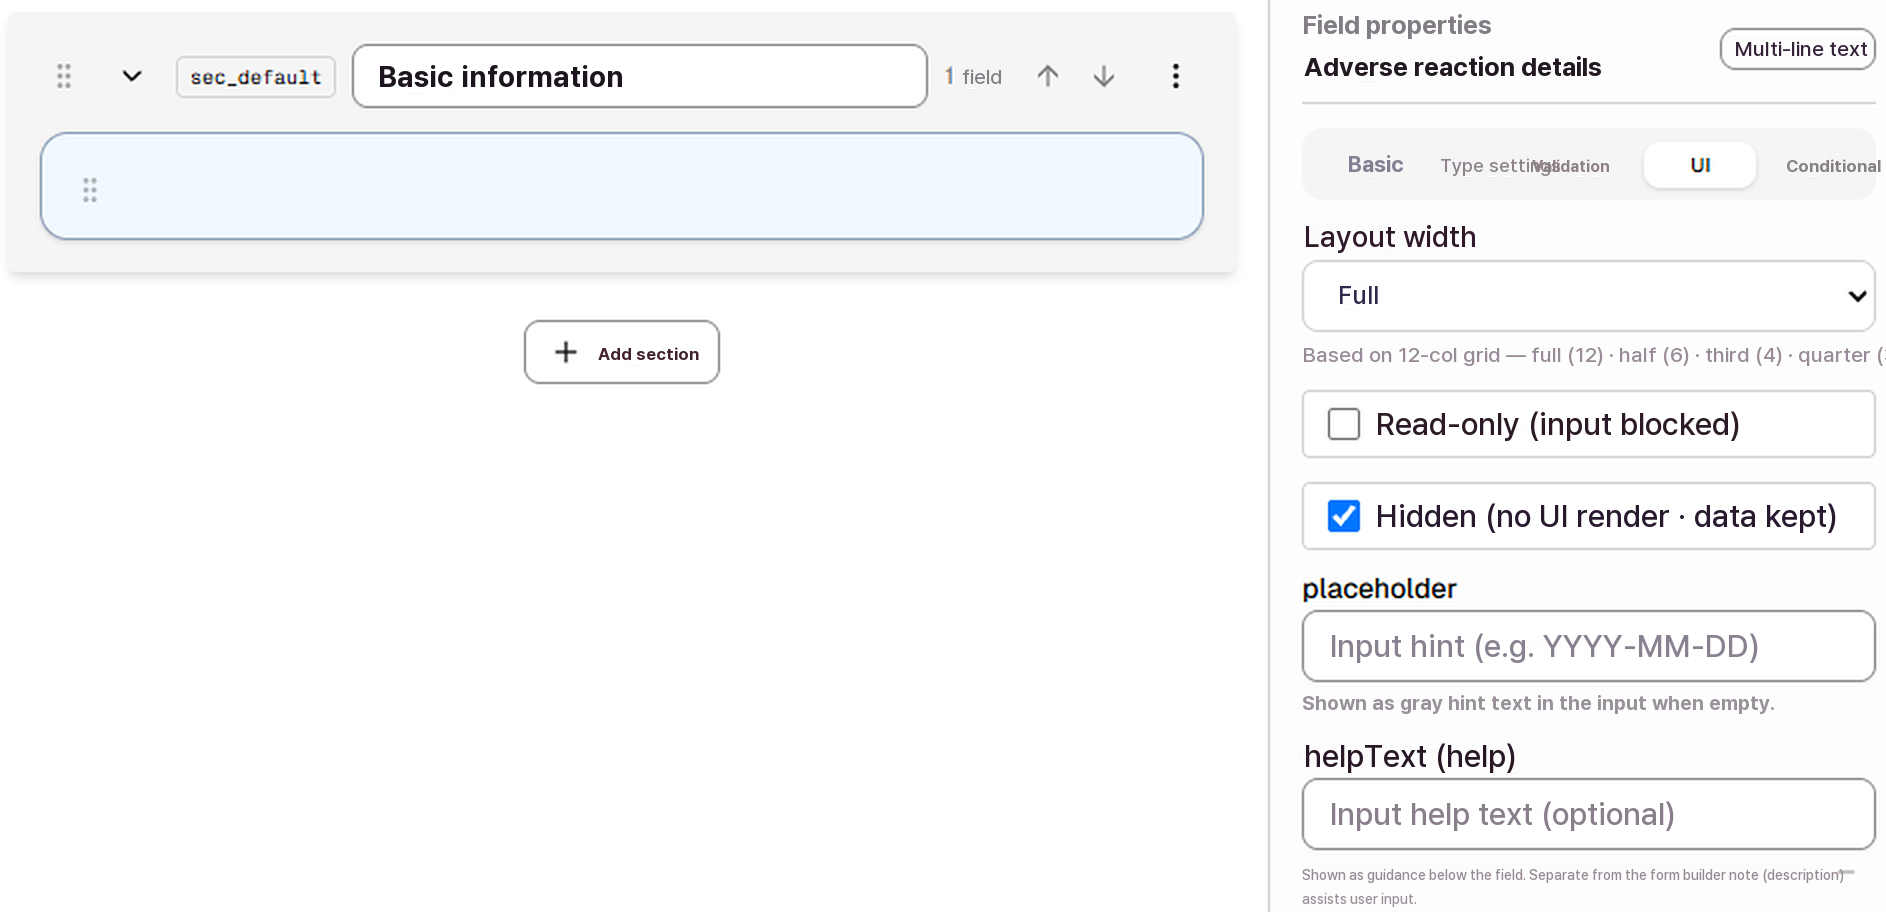 sec_default
Basic information
1 field
Add section
Field properties
Adverse reaction details
Multi-line text
Basic
Type settings
Validation
UI
Conditional
Layout width
Full
Based on 12-col grid — full (12) · half (6) · third (4) · quarter (
Read-only (input blocked)
Hidden (no UI render · data kept)
placeholder
Input hint (e.g. YYYY-MM-DD)
Shown as gray hint text in the input when empty.
helpText (help)
Input help text (optional)
Shown as guidance below the field. Separate from the form builder note (description)
assists user input.